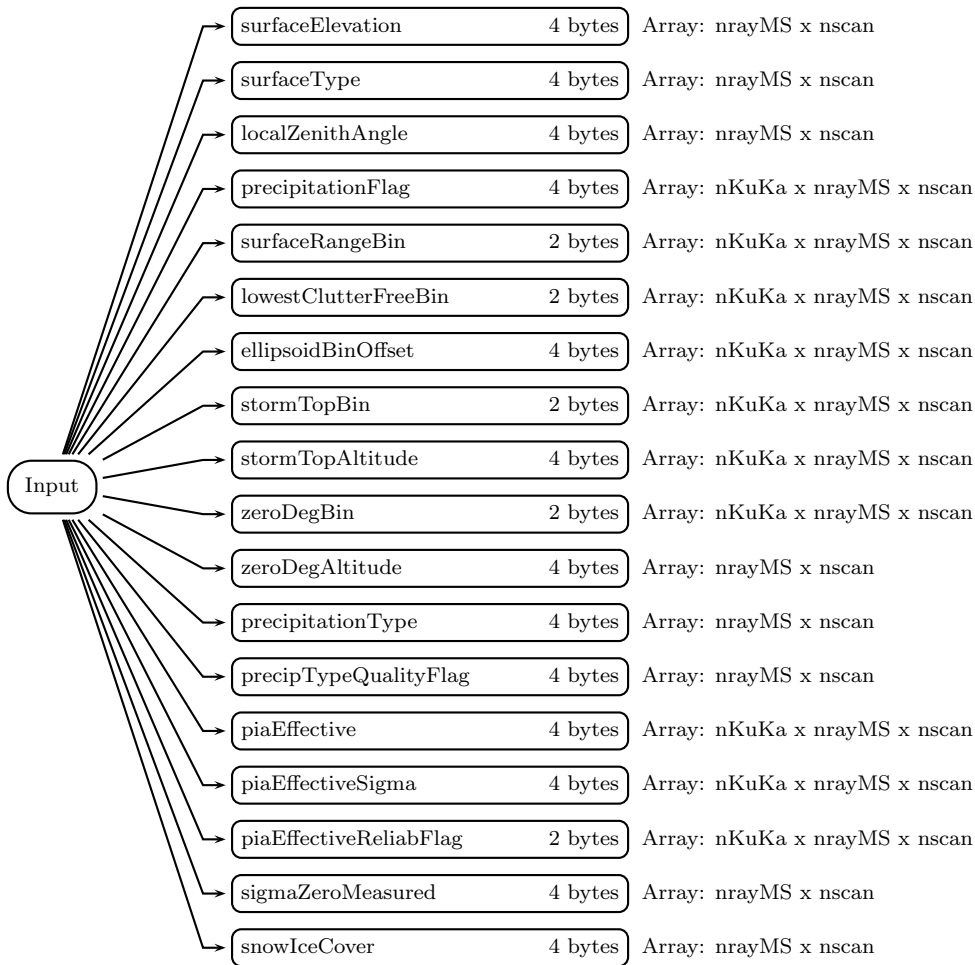 surfaceElevation 4 bytes Array: nrayMS x nscan
surfaceType 4 bytes Array: nrayMS x nscan
localZenithAngle 4 bytes Array: nrayMS x nscan
precipitationFlag 4 bytes Array: nKuKa x nrayMS x nscan
surfaceRangeBin 2 bytes Array: nKuKa x nrayMS x nscan
lowestClutterFreeBin 2 bytes Array: nKuKa x nrayMS x nscan
ellipsoidBinOffset 4 bytes Array: nKuKa x nrayMS x nscan
stormTopBin 2 bytes Array: nKuKa x nrayMS x nscan
stormTopAltitude 4 bytes Array: nKuKa x nrayMS x nscan
Input
zeroDegBin 2 bytes Array: nKuKa x nrayMS x nscan
zeroDegAltitude 4 bytes Array: nrayMS x nscan
precipitationType 4 bytes Array: nrayMS x nscan
precipTypeQualityFlag 4 bytes Array: nrayMS x nscan
piaEffective 4 bytes Array: nKuKa x nrayMS x nscan
piaEffectiveSigma 4 bytes Array: nKuKa x nrayMS x nscan
piaEffectiveReliabFlag 2 bytes Array: nKuKa x nrayMS x nscan
sigmaZeroMeasured 4 bytes Array: nrayMS x nscan
snowIceCover 4 bytes Array: nrayMS x nscan